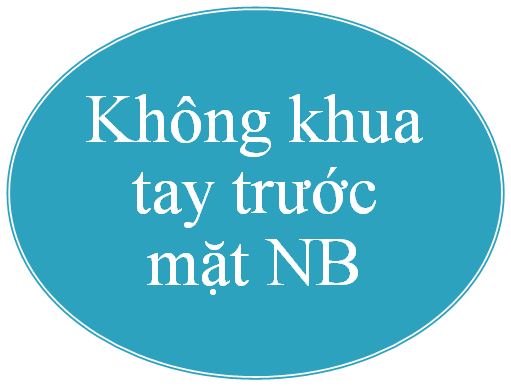 Không khua
tay trước
mặt NB